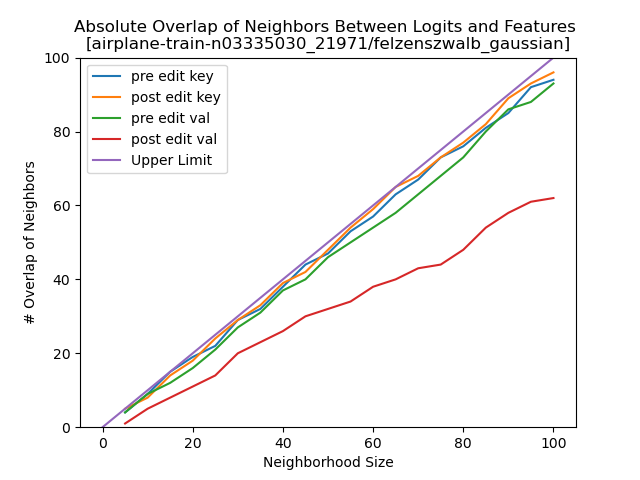 Absolute Overlap of Neighbors Between Logits and Features
[airplane-train-n03335030_21971/felzenszwalb_gaussian]
pre edit key
post edit key
pre edit val
post edit val
Upper Limit
# Overlap of Neighbors
100
80
60
40
20
0
0 20 40 60 80 100
Neighborhood Size